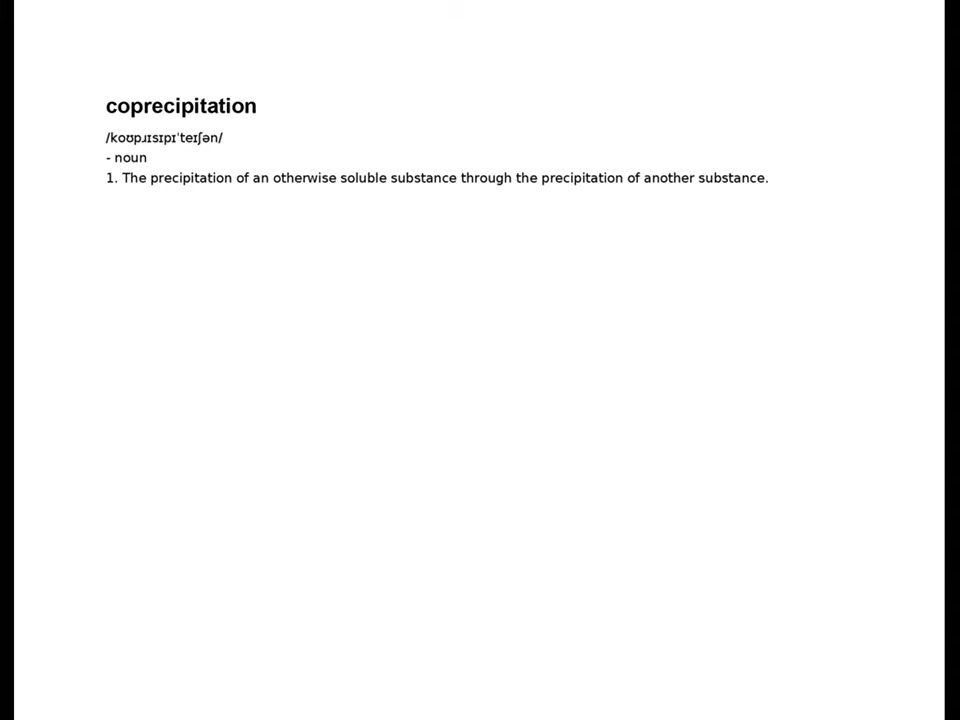 coprecipitation
/koʊpɹɪsɪpɪˈteɪʃən/
- noun
1. The precipitation of an otherwise soluble substance through the precipitation of another substance.